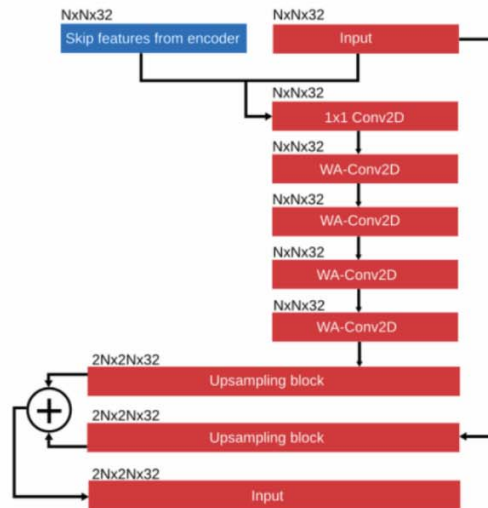 NxNx32
NxNx32
Skip features from encoder
Input
NxNx32
1x1 Conv2D
NxNx32
WA-Conv2D
NxNx32
WA-Conv2D
NxNx32
WA-Conv2D
NxNx32
WA-Conv2D
2Nx2Nx32
Upsampling block
2Nx2Nx32
Upsampling block
2Nx2Nx32
Input